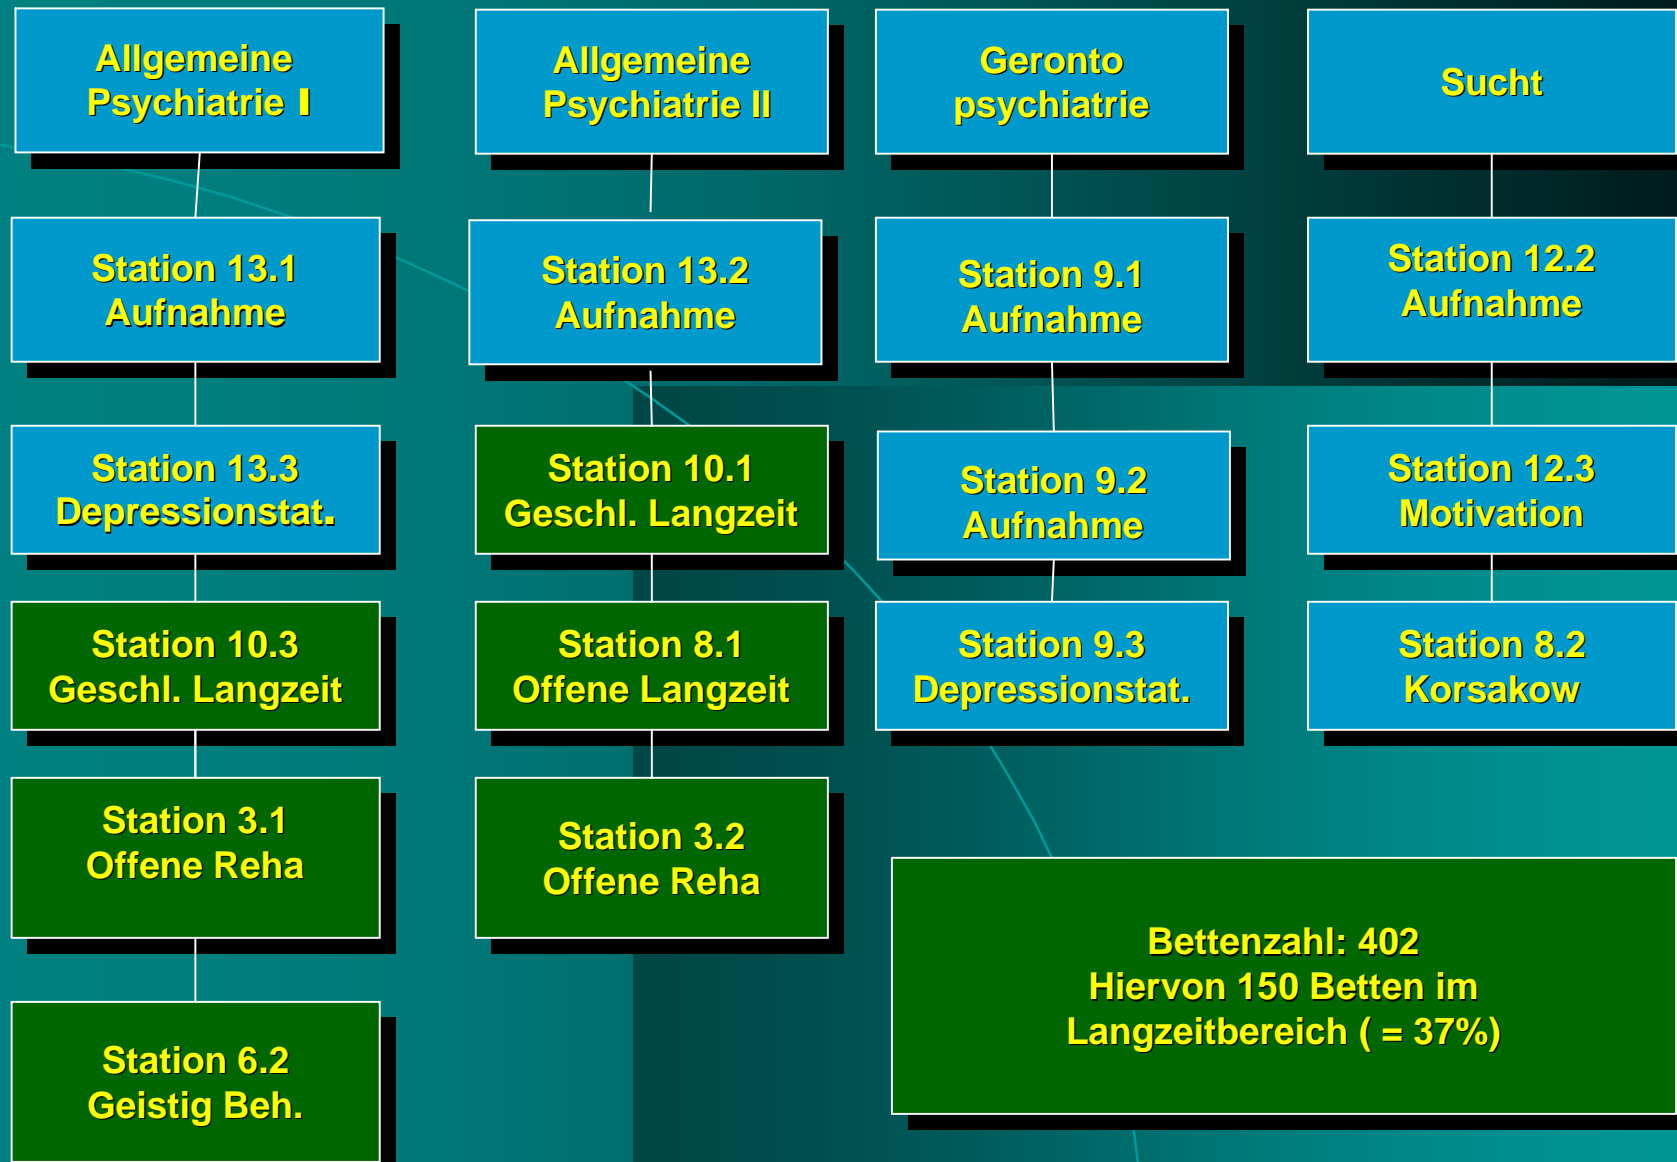 Allgemeine
Psychiatrie I
Station 13.1
Aufnahme
Station 13.3
Depressionstat.
Station 10.3
Geschl. Langzeit
Station 3.1
Offene Reha
Station 6.2
Geistig Beh.
Allgemeine
Psychiatrie II
Station 13.2
Aufnahme
Station 10.1
Geschl. Langzeit
Station 8.1
Offene Langzeit
Station 3.2
Offene Reha
Geronto
psychiatrie
Station 9.1
Aufnahme
Station 9.2
Aufnahme
Station 9.3
Depressionstat.
Sucht
Station 12.2
Aufnahme
Station 12.3
Motivation
Station 8.2
Korsakow
Bettenzahl: 402
Hiervon 150 Betten im
Langzeitbereich ( = 37%)